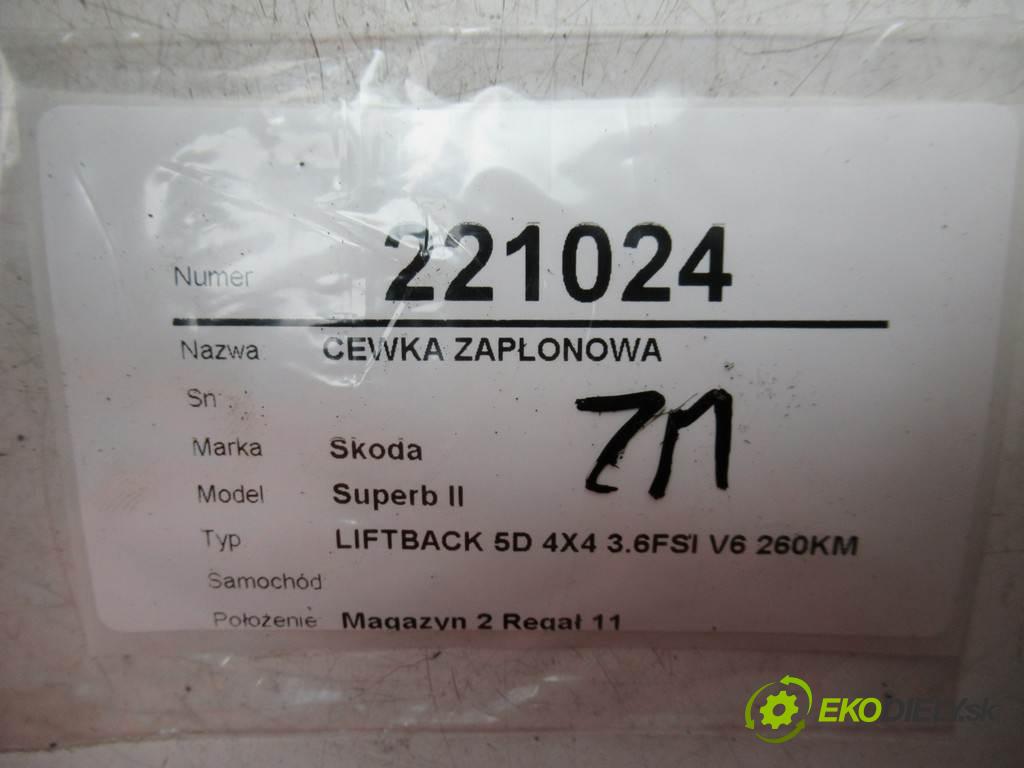 Numer 221024
Nazwa CEWKA ZAPŁONOWA
Sn
Marka Skoda
Model Superb II
Typ LIFTBACK 5D 4X4 3.6FSI V6 260KM
Samochód
Położenie Magazyn 2 Regał 11
EKODIELY.sk